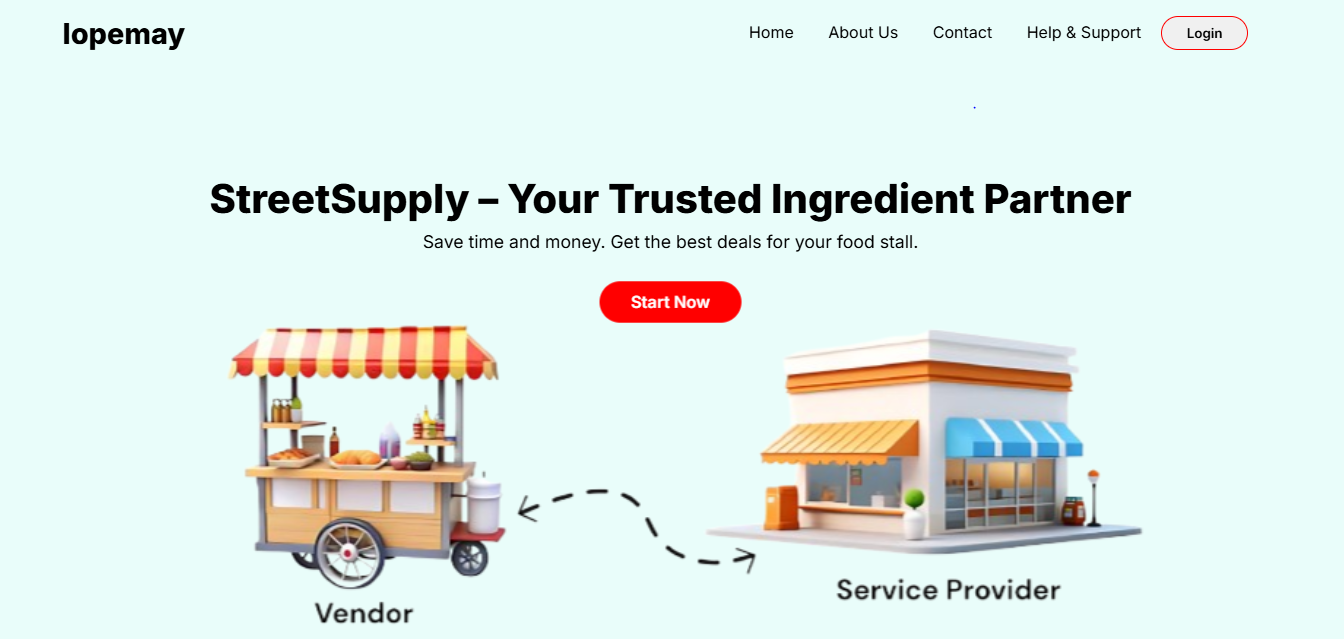 lopemay
Home About Us Contact Help & Support Login
StreetSupply – Your Trusted Ingredient Partner
Save time and money. Get the best deals for your food stall.
Start Now
Vendor
Service Provider